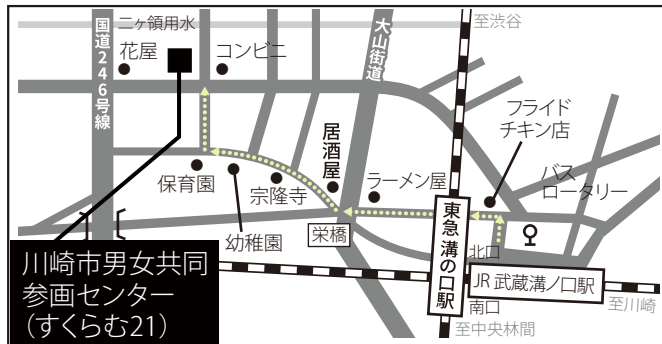 二ヶ領用水
至渋谷
国道246号線
花屋
コンビニ
大山街道
フライド
チキン店
居酒屋
バス
ロータリー
保育園
宗隆寺
ラーメン屋
幼稚園
栄橋
東急 溝の口駅
北口
JR 武蔵溝ノ口駅
南口
至川崎
至中央林間
川崎市男女共同
参画センター
(すくらむ21)